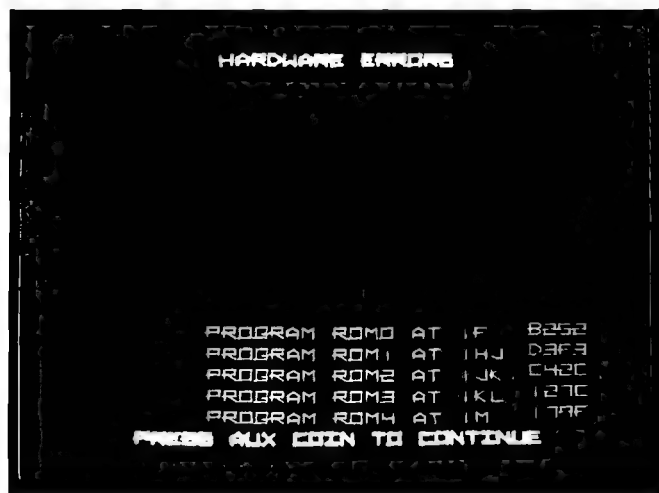 HARDWARE ERRORS
PROGRAM ROM0 AT 1F B252
PROGRAM ROM1 AT 1HJ D3F3
PROGRAM ROM2 AT 1JK C42C
PROGRAM ROM3 AT 1KL 127C
PROGRAM ROM4 AT 1M
PRESS AUX COIN TO CONTINUE